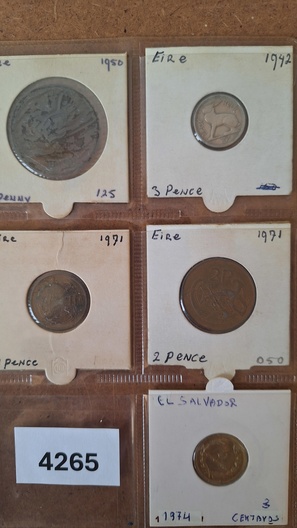 re 1950
Penny 125
Eire 1942
3 Pence
ire 1971
Pence
Eire 1971
2 Pence 050
El Salvador
3
1974 Centavos
4265